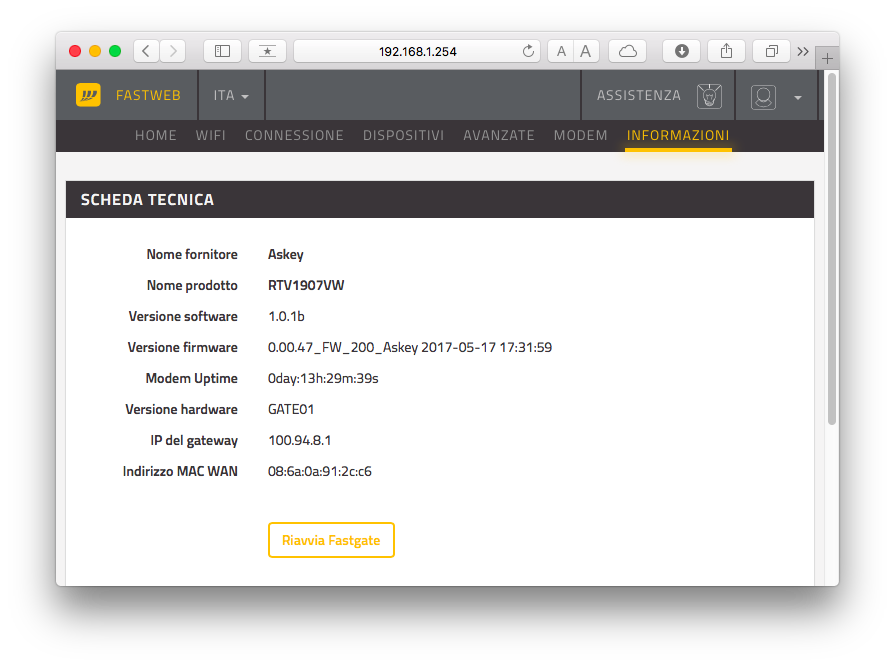 192.168.1.254
A A
FASTWEB ITA ASSISTENZA
HOME WIFI CONNESSIONE DISPOSITIVI AVANZATE MODEM INFORMAZIONI
SCHEDA TECNICA
Nome fornitore Askey
Nome prodotto RTV1907VW
Versione software 1.0.1b
Versione firmware 0.00.47_FW_200_Askey 2017-05-17 17:31:59
Modem Uptime 0day:13h:29m:39s
Versione hardware GATE01
IP del gateway 100.94.8.1
Indirizzo MAC WAN 08:6a:0a:91:2c:c6
Riavvia Fastgate